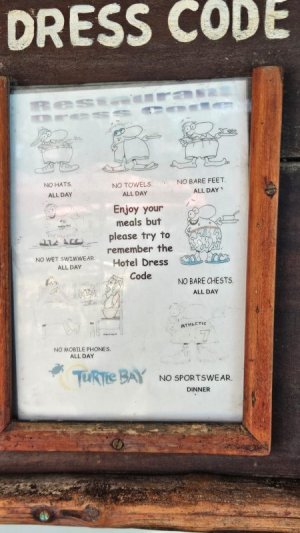 DRESS CODE
Restaurant
Dress Code
NO HATS.
ALL DAY
NO TOWELS.
ALL DAY
NO BARE FEET.
ALL DAY
Enjoy your
meals but
please try to
remember the
Hotel Dress
Code
NO WET SWIMWEAR.
ALL DAY
NO BARE CHESTS.
ALL DAY
ATHLETIC
NO MOBILE PHONES.
ALL DAY
TURTLE BAY
NO SPORTSWEAR.
DINNER